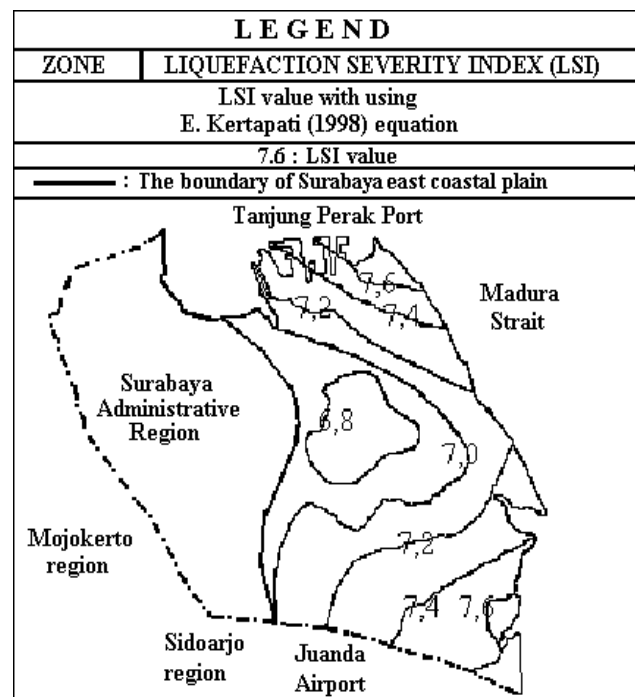 LEGEND
ZONE LIQUEFACTION SEVERITY INDEX (LSI)
LSI value with using
E. Kertapati (1998) equation
7.6 : LSI value
: The boundary of Surabaya east coastal plain
Tanjung Perak Port
7,6
7,2
7,4
Madura
Strait
Surabaya
Administrative
Region
6,8
7,0
Mojokerto
region
7,2
7,4
7,6
Sidoarjo
region
Juanda
Airport